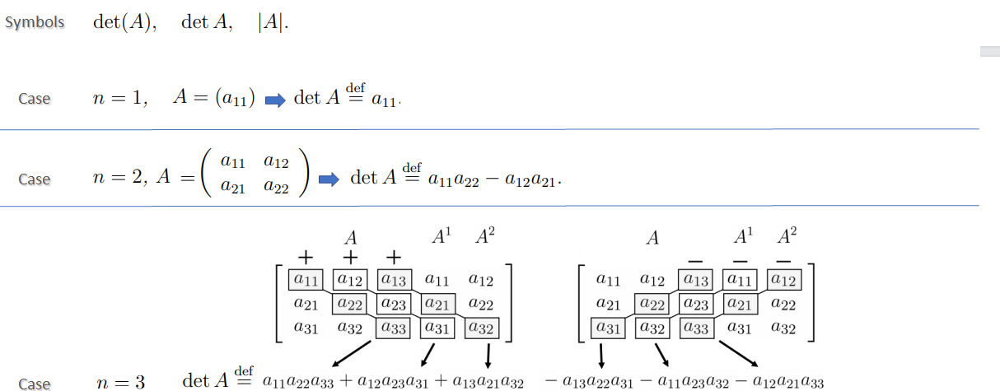 Symbols det(A), det A, |A|.
Case n = 1, A = (a₁₁) det A def= a₁₁.
Case n = 2, A = ( a₁₁ a₁₂ a₂₁ a₂₂ ) det A def= a₁₁a₂₂ − a₁₂a₂₁.
A A¹ A² A A¹ A²
+ + + − − −
a₁₁ a₁₂ a₁₃ a₁₁ a₁₂ a₁₁ a₁₂ a₁₃ a₁₁ a₁₂
a₂₁ a₂₂ a₂₃ a₂₁ a₂₂ a₂₁ a₂₂ a₂₃ a₂₁ a₂₂
a₃₁ a₃₂ a₃₃ a₃₁ a₃₂ a₃₁ a₃₂ a₃₃ a₃₁ a₃₂
Case n = 3 det A def= a₁₁a₂₂a₃₃ + a₁₂a₂₃a₃₁ + a₁₃a₂₁a₃₂ − a₁₃a₂₂a₃₁ − a₁₁a₂₃a₃₂ − a₁₂a₂₁a₃₃